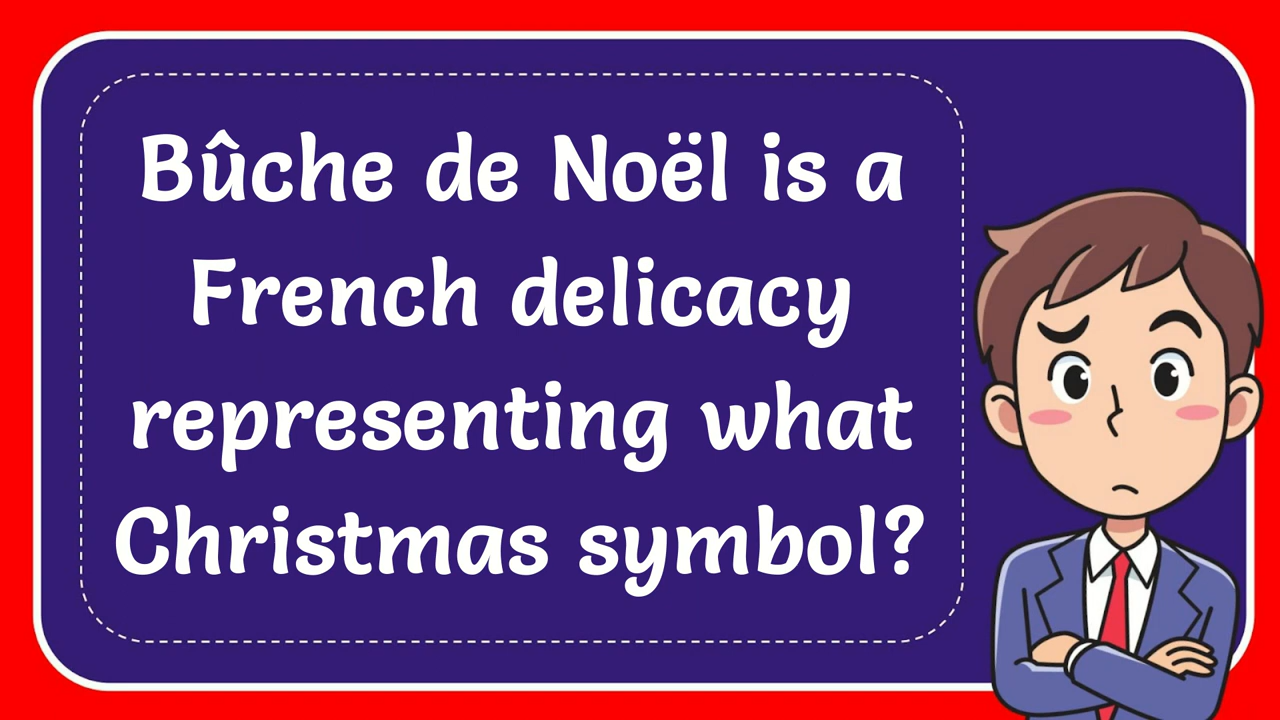 Bûche de Noël is a
French delicacy
representing what
Christmas symbol?